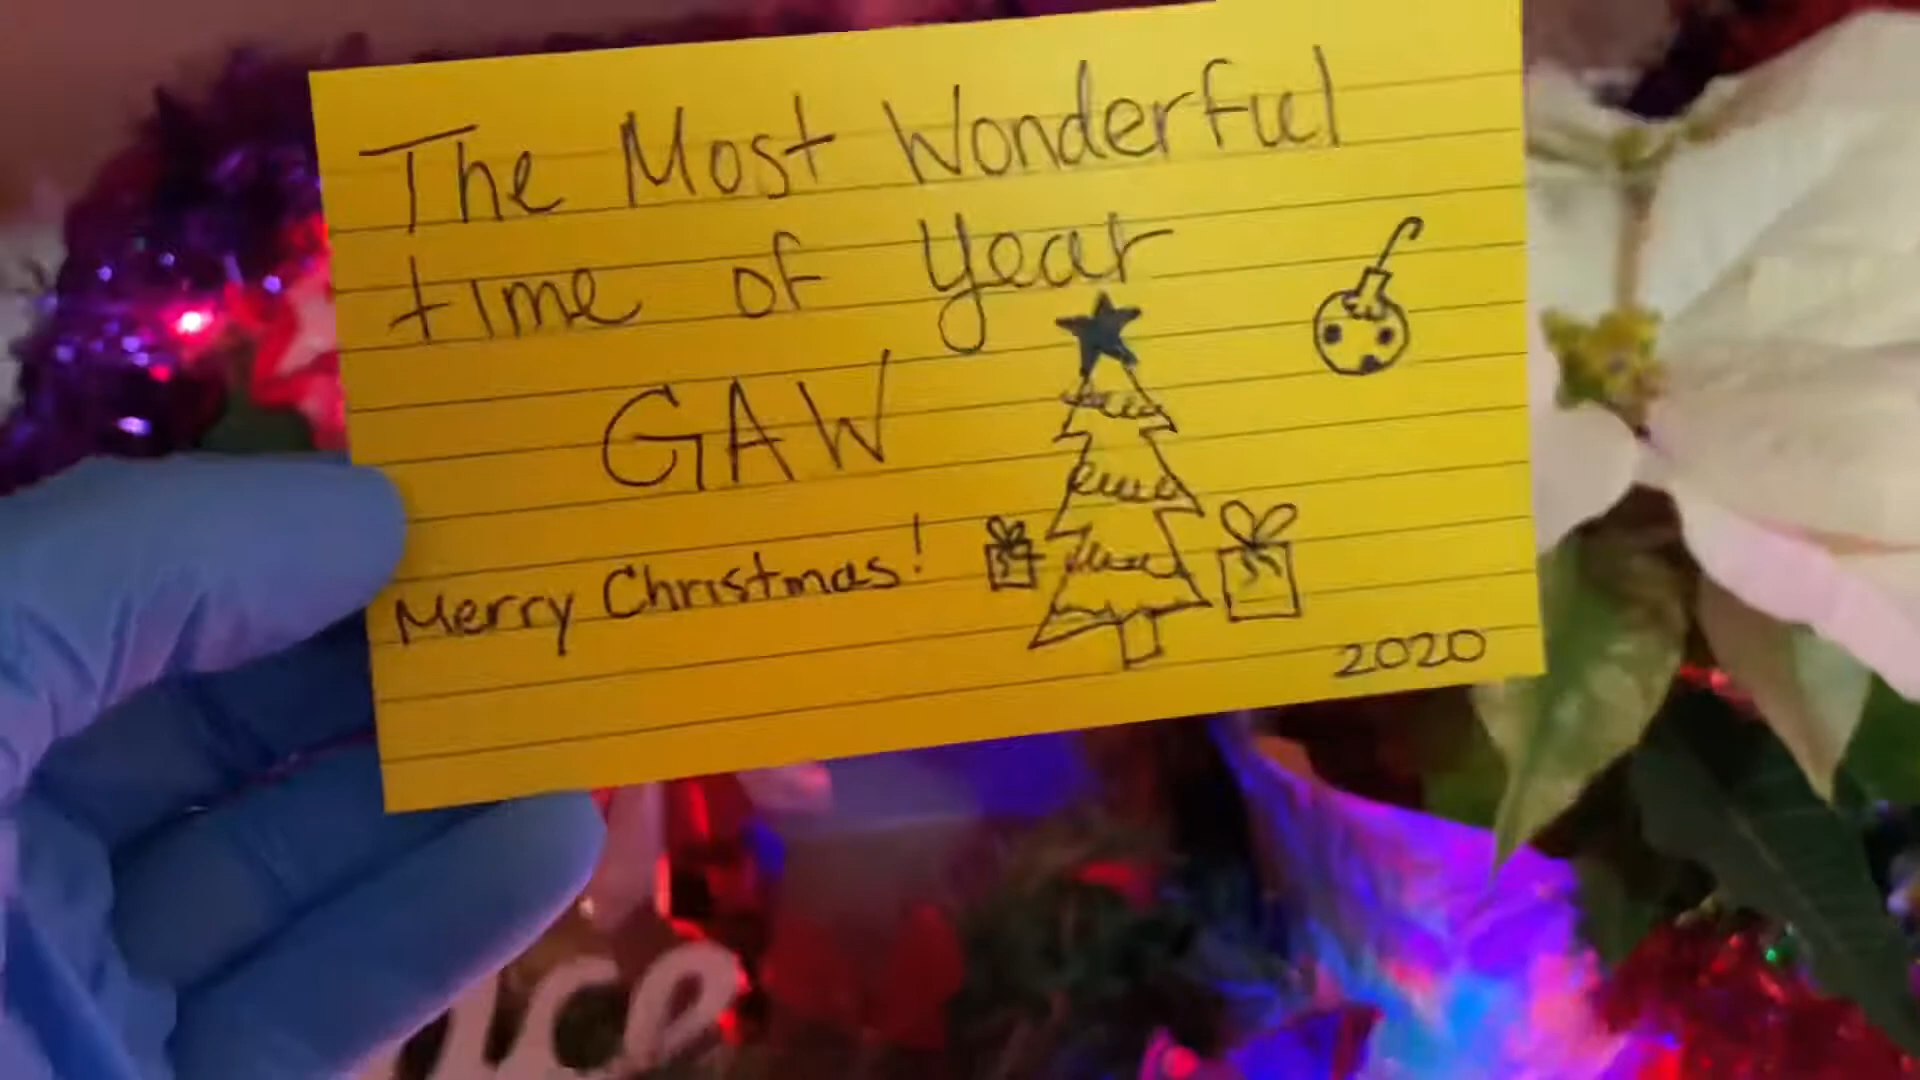 The Most Wonderful
time of year
GAW
Merry Christmas!
2020